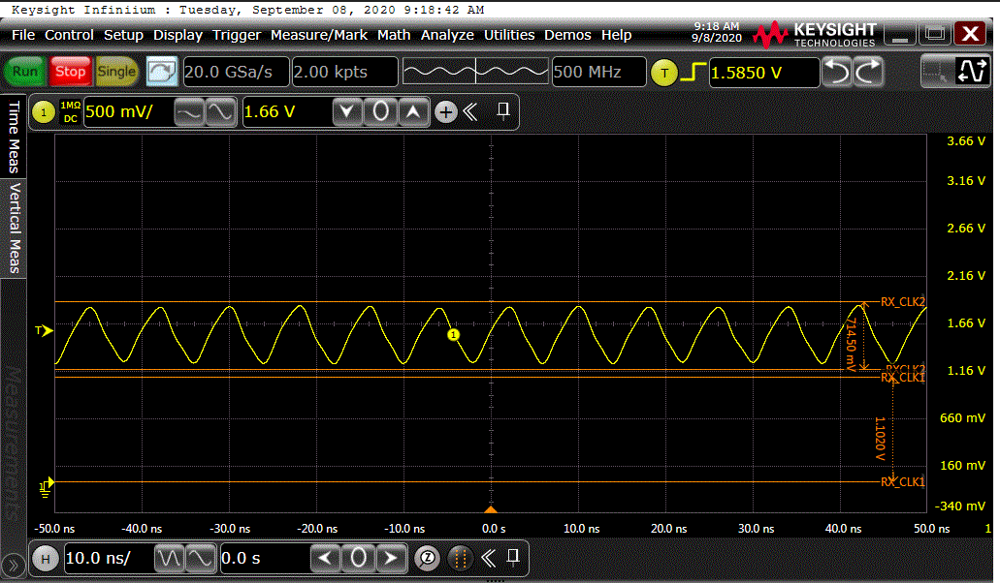 Keysight Infiniium : Tuesday, September 08, 2020 9:18:42 AM
File Control Setup Display Trigger Measure/Mark Math Analyze Utilities Demos Help
9:18 AM
9/8/2020
KEYSIGHT
TECHNOLOGIES
Run Stop Single 20.0 GSa/s 2.00 kpts 500 MHz T 1.5850 V
1 1MΩ DC 500 mV/ 1.66 V
Time Meas
Vertical Meas
Measurements
3.66 V
3.16 V
2.66 V
2.16 V
RX_CLK2
T 1 1.66 V
714.50 mV
1.16 V
RX_CLK1
660 mV
1.1020 V
160 mV
RX_CLK1
-340 mV
-50.0 ns -40.0 ns -30.0 ns -20.0 ns -10.0 ns 0.0 s 10.0 ns 20.0 ns 30.0 ns 40.0 ns 50.0 ns 1
H 10.0 ns/ 0.0 s Z